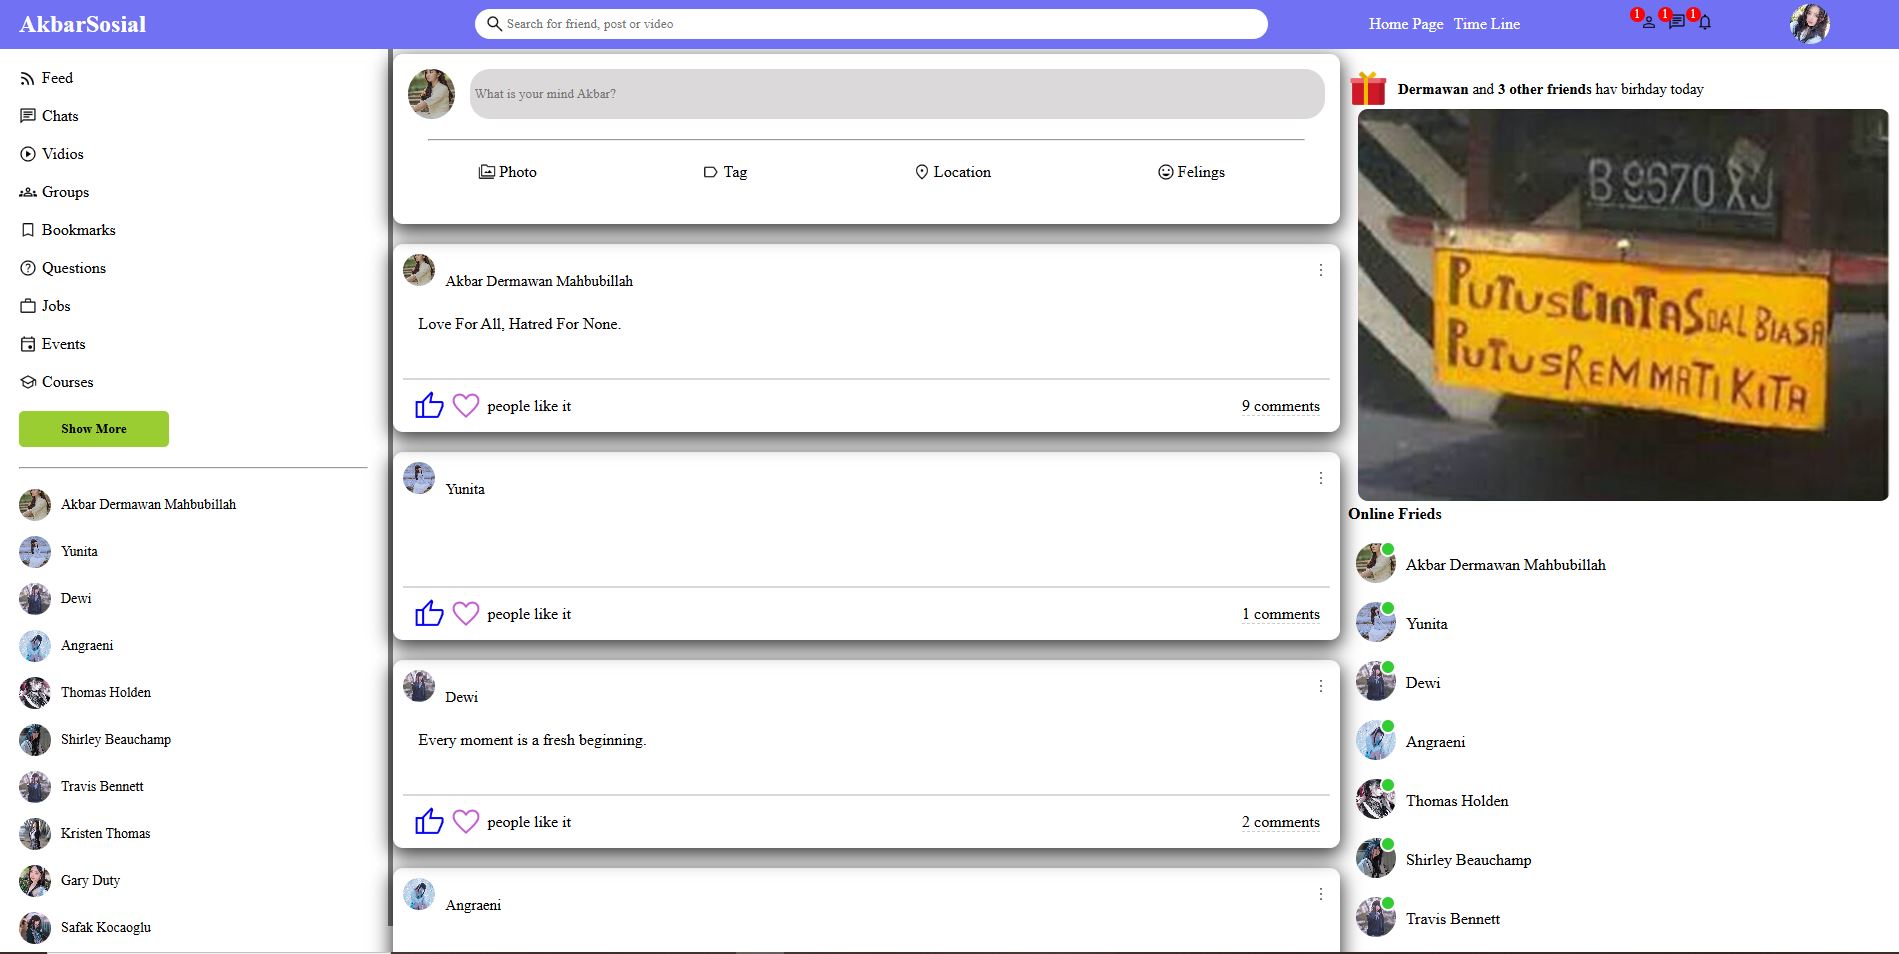 AkbarSosial
Search for friend, post or video
Home Page Time Line
1 1 1
Feed
Chats
Vidios
Groups
Bookmarks
Questions
Jobs
Events
Courses
Show More
Akbar Dermawan Mahbubillah
Yunita
Dewi
Angraeni
Thomas Holden
Shirley Beauchamp
Travis Bennett
Kristen Thomas
Gary Duty
Safak Kocaoglu
What is your mind Akbar?
Photo Tag Location Felings
Akbar Dermawan Mahbubillah
Love For All, Hatred For None.
people like it 9 comments
Yunita
people like it 1 comments
Dewi
Every moment is a fresh beginning.
people like it 2 comments
Angraeni
Dermawan and 3 other friends hav birhday today
B 9570 XJ
PUTUS CINTA SOAL BIASA
PUTUS REM MATI KITA
Online Frieds
Akbar Dermawan Mahbubillah
Yunita
Dewi
Angraeni
Thomas Holden
Shirley Beauchamp
Travis Bennett